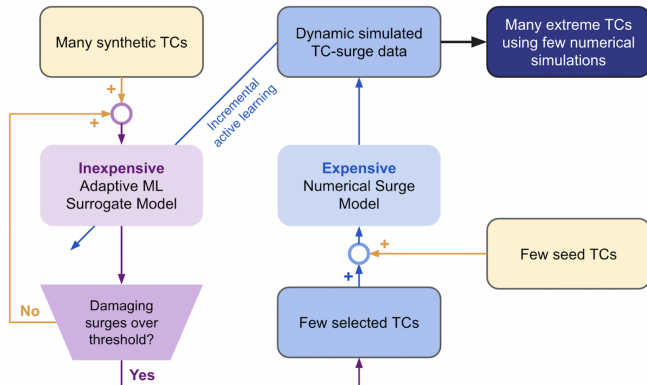 Many synthetic TCs
+
+
Inexpensive
Adaptive ML
Surrogate Model
Damaging
surges over
threshold?
No
Yes
Incremental
active learning
Dynamic simulated
TC-surge data
Many extreme TCs
using few numerical
simulations
Expensive
Numerical Surge
Model
+
+
Few seed TCs
Few selected TCs